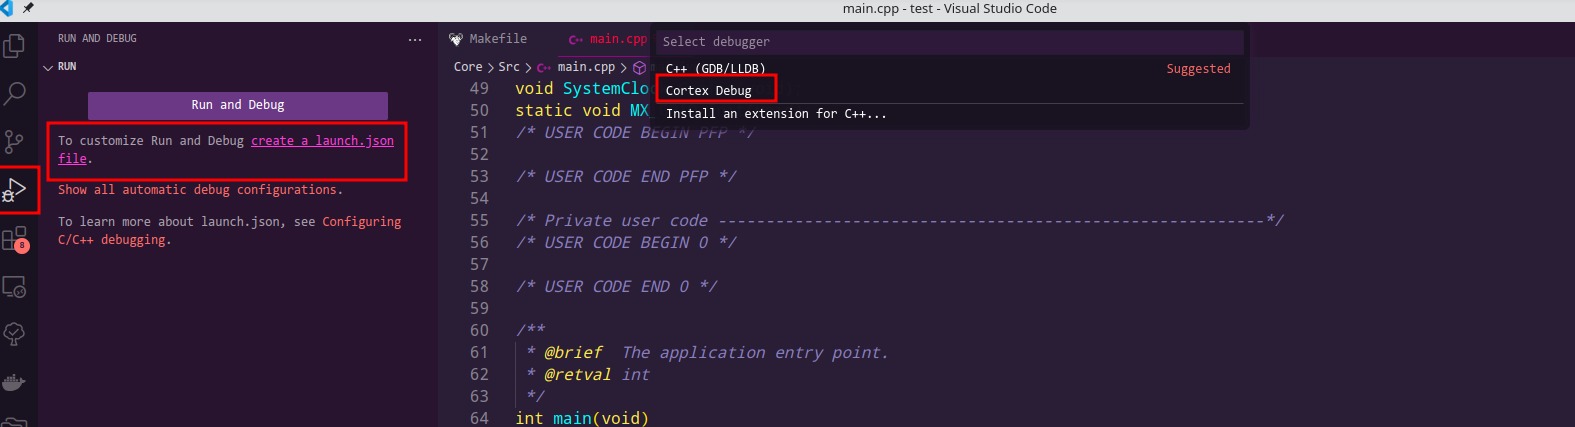 main.cpp - test - Visual Studio Code
RUN AND DEBUG
RUN
Run and Debug
To customize Run and Debug create a launch.json
file.
Show all automatic debug configurations.
To learn more about launch.json, see Configuring
C/C++ debugging.
8
Makefile
C++ main.cpp
Core > Src > C++ main.cpp >
Select debugger
C++ (GDB/LLDB)
Suggested
Cortex Debug
Install an extension for C++...
49 void SystemClo
50 static void MX
51 /* USER CODE BEGIN PFP */
52
53 /* USER CODE END PFP */
54
55 /* Private user code ---------------------------------------------------------*/
56 /* USER CODE BEGIN 0 */
57
58 /* USER CODE END 0 */
59
60 /**
61 * @brief  The application entry point.
62 * @retval int
63 */
64 int main(void)